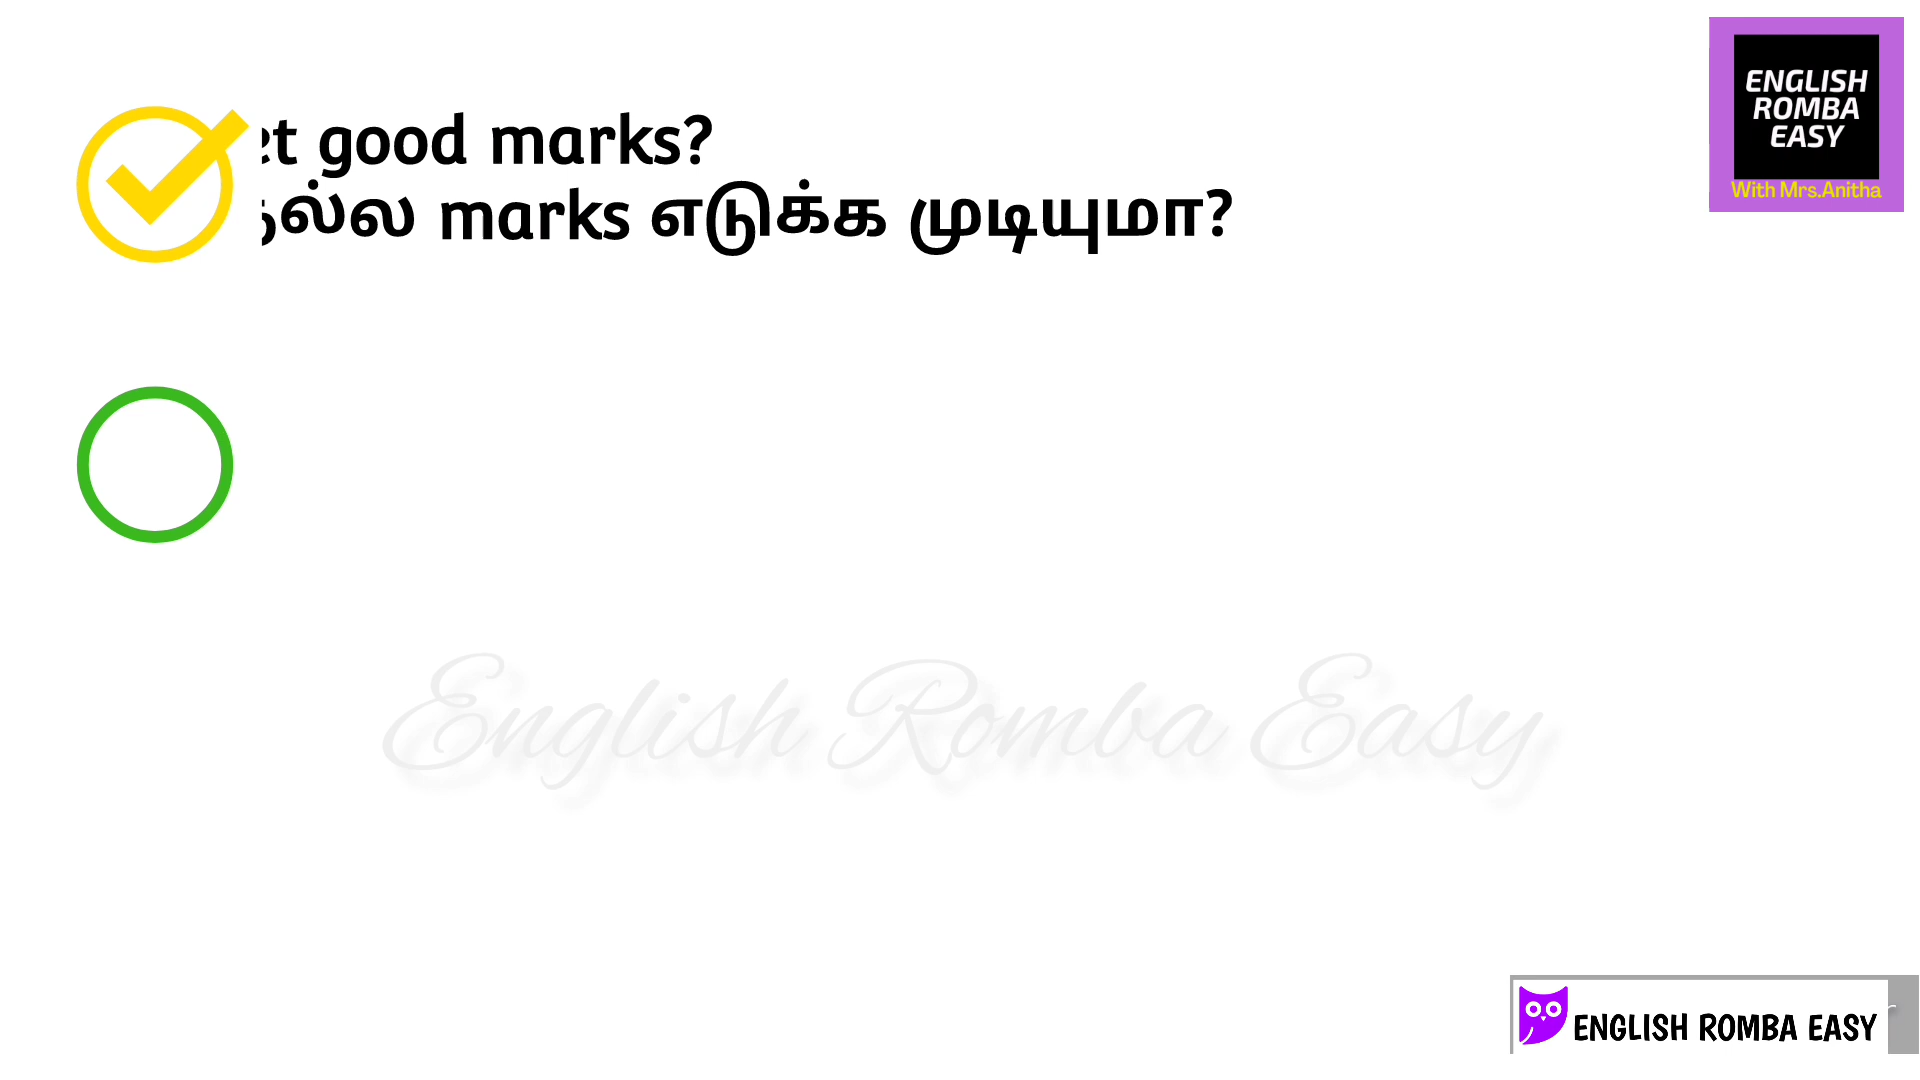 good marks?
marks எடுக்க முடியுமா?
ENGLISH
ROMBA
EASY
With Mrs.Anitha
English Romba Easy
ENGLISH ROMBA EASY